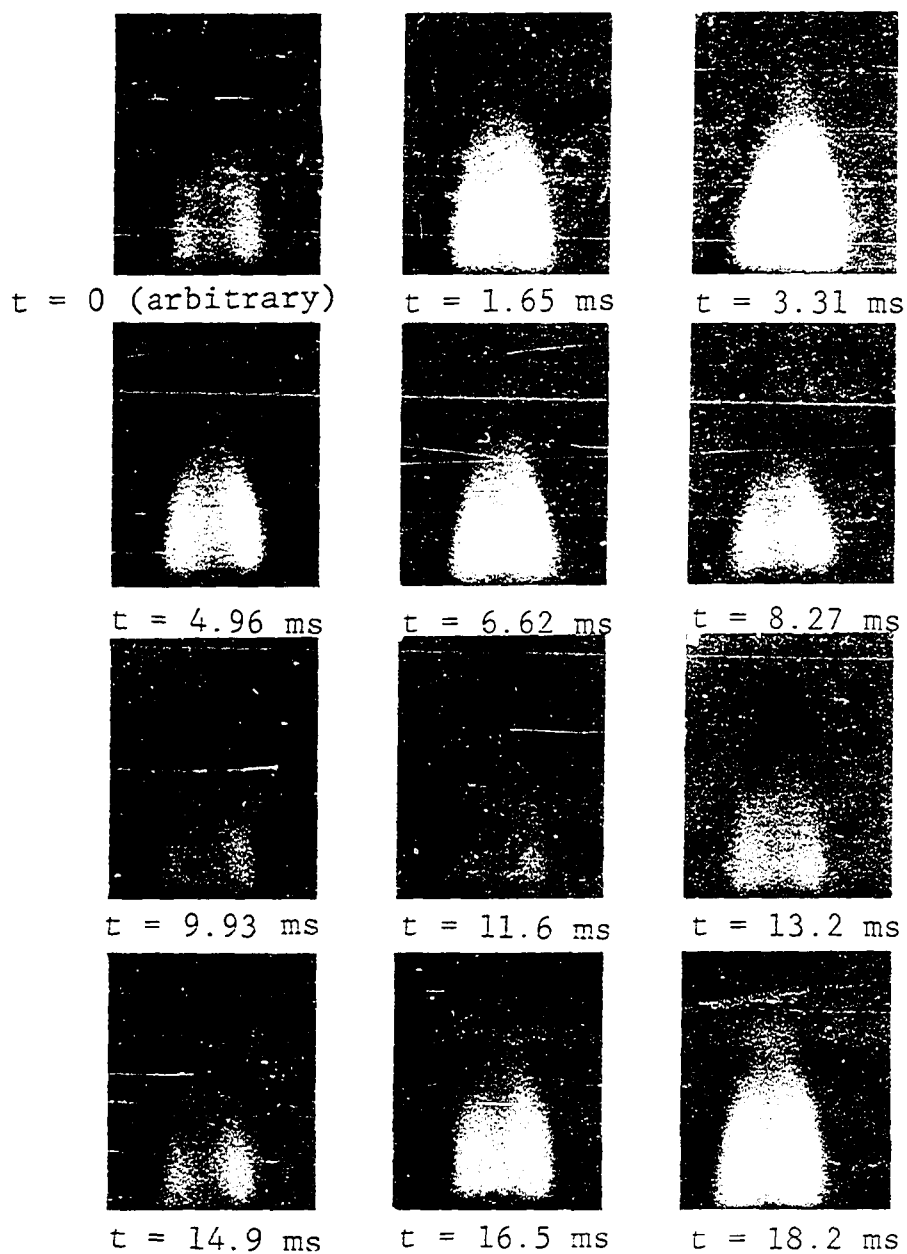 t = 0 (arbitrary)
t = 1.65 ms
t = 3.31 ms
t = 4.96 ms
t = 6.62 ms
t = 8.27 ms
t = 9.93 ms
t = 11.6 ms
t = 13.2 ms
t = 14.9 ms
t = 16.5 ms
t = 18.2 ms